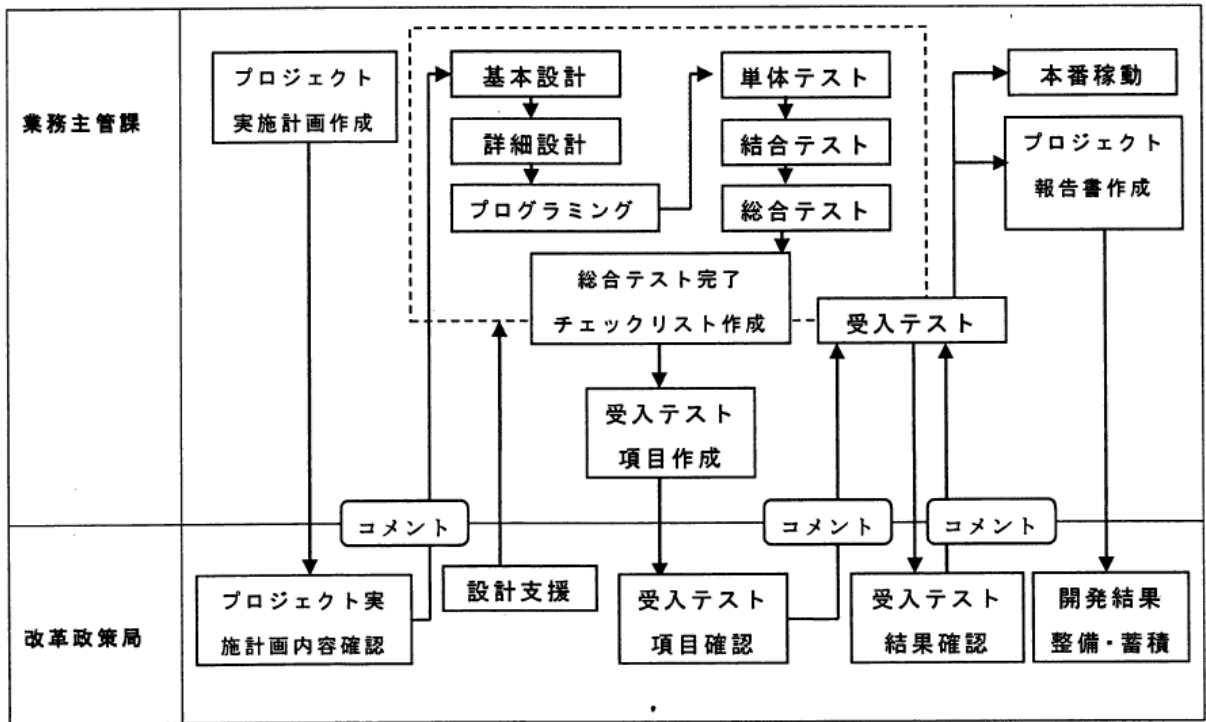 業務主管課
プロジェクト
実施計画作成
基本設計
詳細設計
プログラミング
単体テスト
結合テスト
総合テスト
総合テスト完了
チェックリスト作成
受入テスト
項目作成
受入テスト
本番稼動
プロジェクト
報告書作成
コメント
コメント
コメント
改革政策局
プロジェクト実
施計画内容確認
設計支援
受入テスト
項目確認
受入テスト
結果確認
開発結果
整備・蓄積